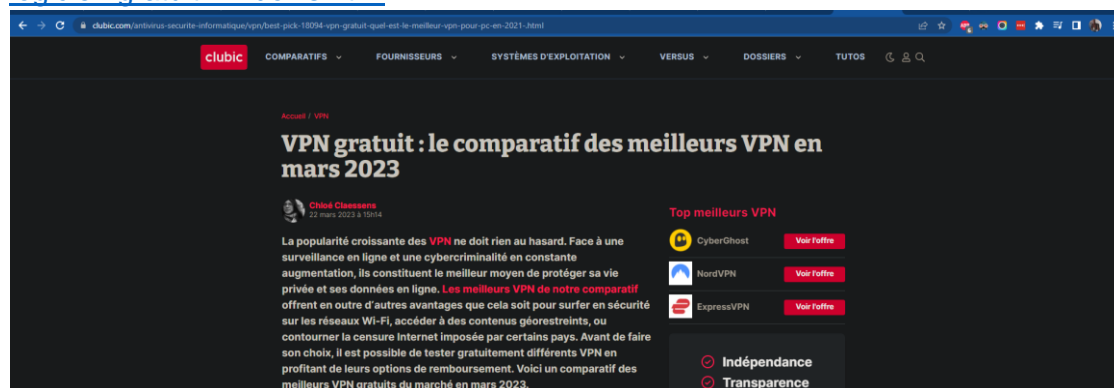 clubic.com/antivirus-securite-informatique/vpn/best-pick-18094-vpn-gratuit-quel-est-le-meilleur-vpn-pour-pc-en-2021-.html
clubic COMPARATIFS FOURNISSEURS SYSTÈMES D'EXPLOITATION VERSUS DOSSIERS TUTOS
Accueil / VPN
VPN gratuit : le comparatif des meilleurs VPN en
mars 2023
Chloé Claessens
22 mars 2023 à 15h14
La popularité croissante des VPN ne doit rien au hasard. Face à une
surveillance en ligne et une cybercriminalité en constante
augmentation, ils constituent le meilleur moyen de protéger sa vie
privée et ses données en ligne. Les meilleurs VPN de notre comparatif
offrent en outre d'autres avantages que cela soit pour surfer en sécurité
sur les réseaux Wi-Fi, accéder à des contenus géorestreints, ou
contourner la censure Internet imposée par certains pays. Avant de faire
son choix, il est possible de tester gratuitement différents VPN en
profitant de leurs options de remboursement. Voici un comparatif des
meilleurs VPN gratuits du marché en mars 2023.
Top meilleurs VPN
CyberGhost Voir l'offre
NordVPN Voir l'offre
ExpressVPN Voir l'offre
Indépendance
Transparence